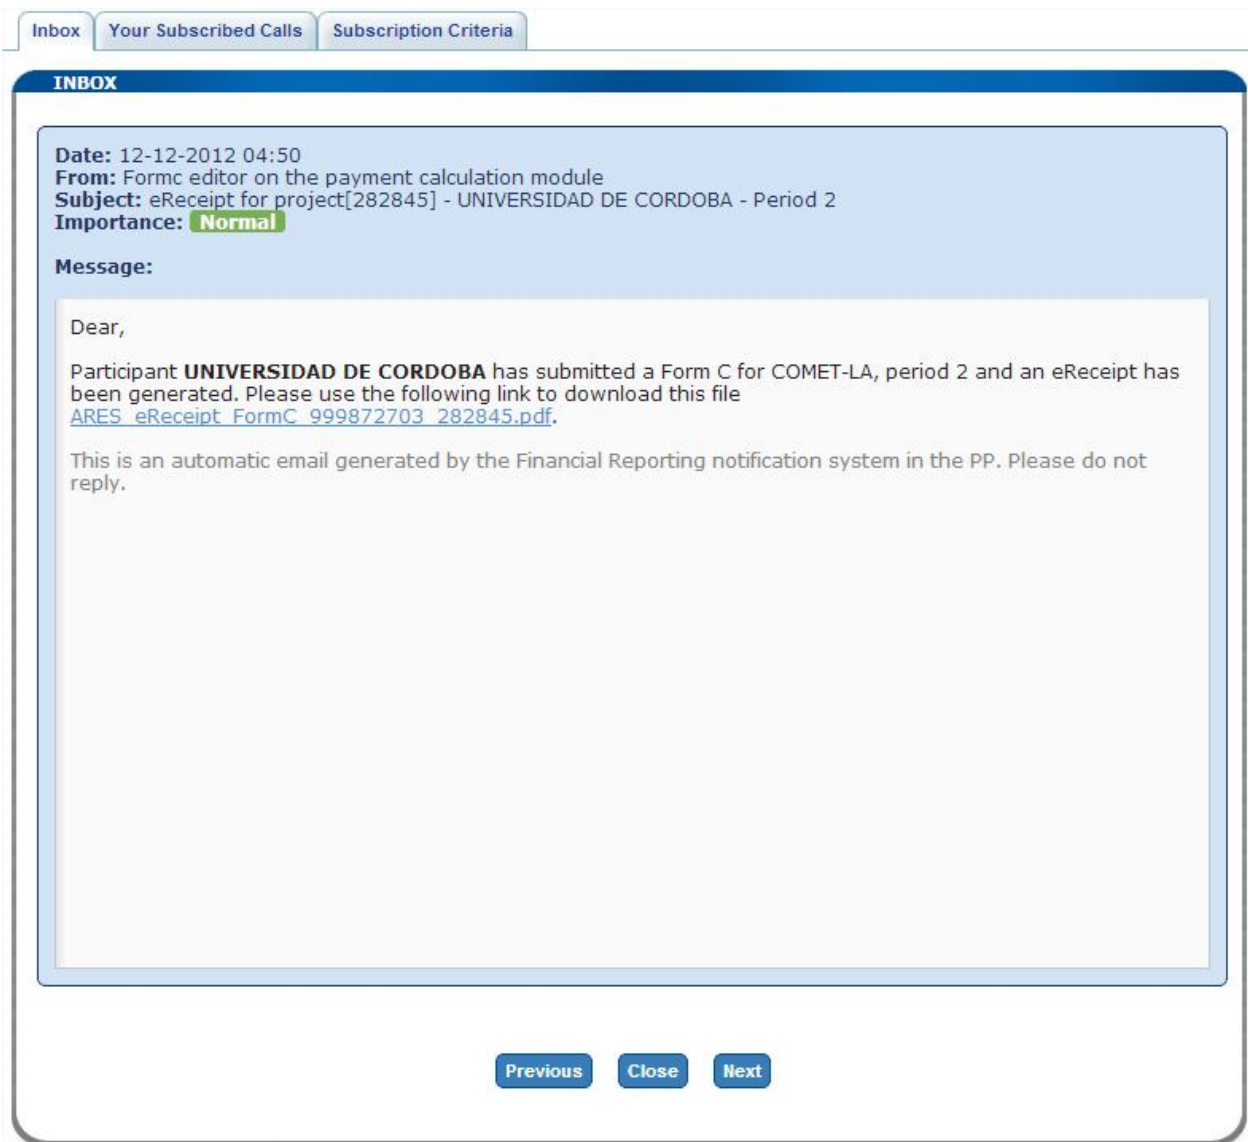 Inbox Your Subscribed Calls Subscription Criteria
INBOX
Date: 12-12-2012 04:50
From: Formc editor on the payment calculation module
Subject: eReceipt for project[282845] - UNIVERSIDAD DE CORDOBA - Period 2
Importance: Normal
Message:
Dear,
Participant UNIVERSIDAD DE CORDOBA has submitted a Form C for COMET-LA, period 2 and an eReceipt has
been generated. Please use the following link to download this file
ARES_eReceipt_FormC_999872703_282845.pdf.
This is an automatic email generated by the Financial Reporting notification system in the PP. Please do not
reply.
Previous Close Next